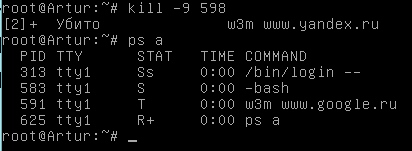 root@Artur:~# kill -9 598
[2]+  Убито             w3m www.yandex.ru
root@Artur:~# ps a
  PID TTY      STAT   TIME COMMAND
  313 tty1     Ss     0:00 /bin/login --
  583 tty1     S      0:00 -bash
  591 tty1     T      0:00 w3m www.google.ru
  625 tty1     R+     0:00 ps a
root@Artur:~# _